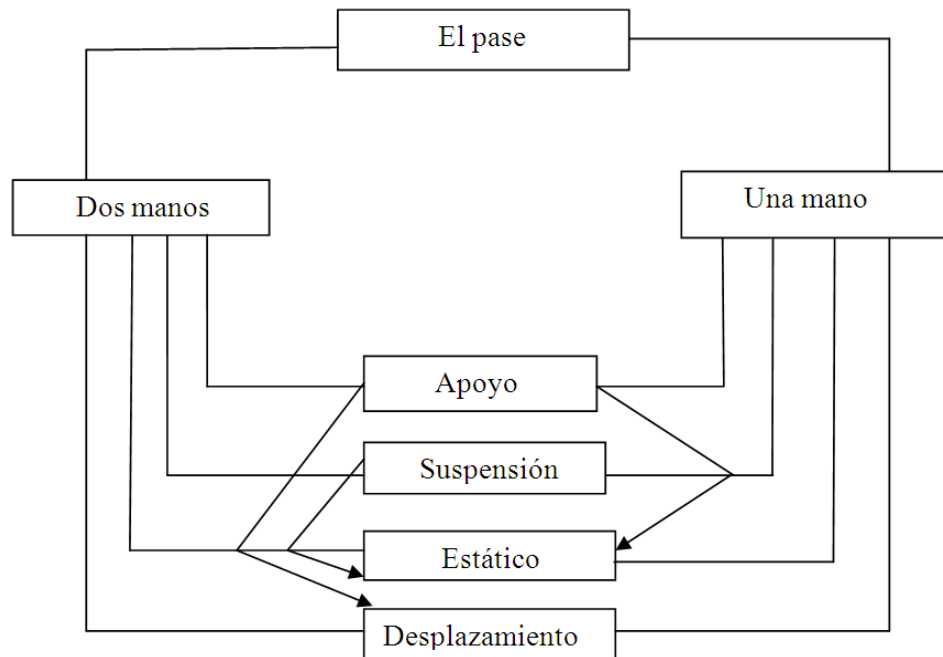 El pase
Dos manos
Una mano
Apoyo
Suspensión
Estático
Desplazamiento